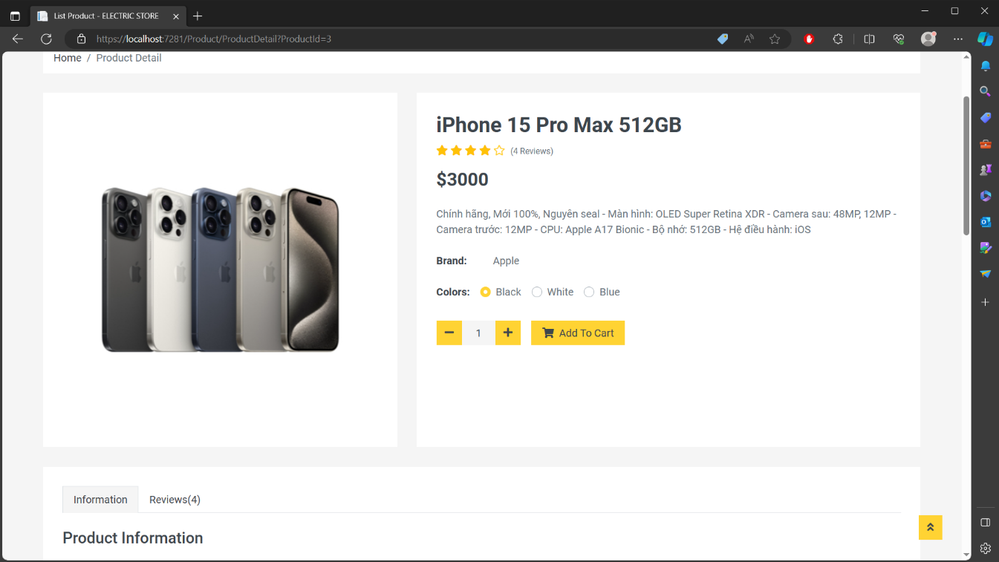 List Product - ELECTRIC STORE
https://localhost:7281/Product/ProductDetail?ProductId=3
Home / Product Detail
iPhone 15 Pro Max 512GB
(4 Reviews)
$3000
Chính hãng, Mới 100%, Nguyên seal - Màn hình: OLED Super Retina XDR - Camera sau: 48MP, 12MP -
Camera trước: 12MP - CPU: Apple A17 Bionic - Bộ nhớ: 512GB - Hệ điều hành: iOS
Brand: Apple
Colors: Black White Blue
1 Add To Cart
Information Reviews(4)
Product Information